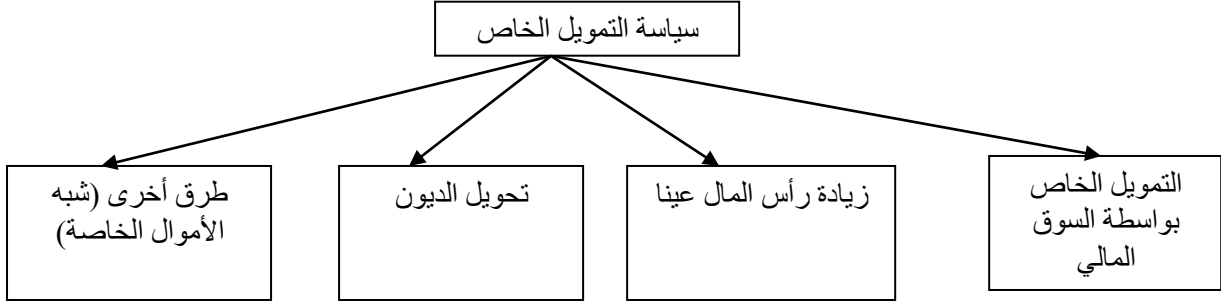 سياسة التمويل الخاص
التمويل الخاص
بواسطة السوق
المالي
زيادة رأس المال عينا
تحويل الديون
طرق أخرى (شبه
الأموال الخاصة)